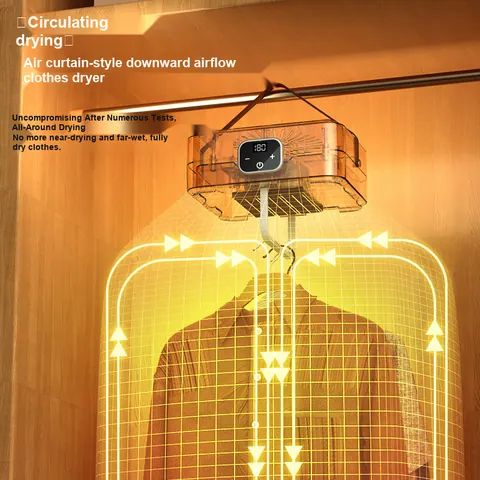 Circulating
drying
Air curtain-style downward airflow
clothes dryer
Uncompromising After Numerous Tests,
All-Around Drying
No more near-drying and far-wet, fully
dry clothes.
180
- +